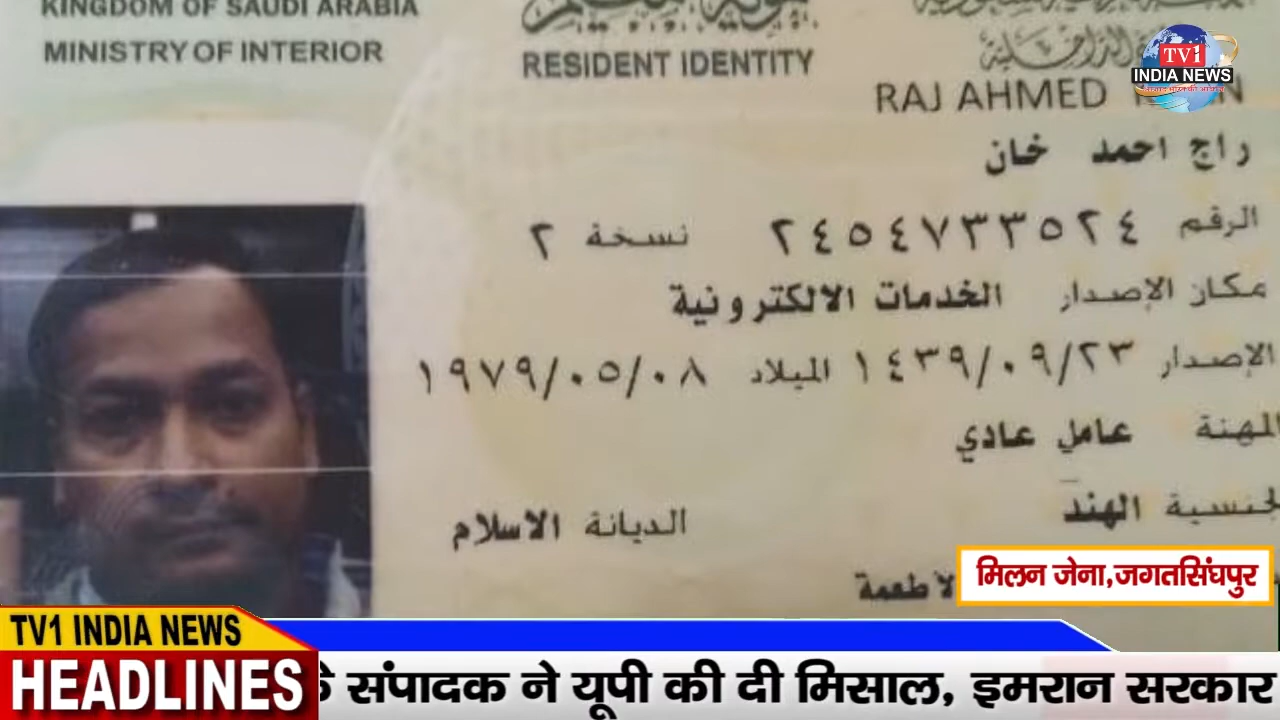 KINGDOM OF SAUDI ARABIA
MINISTRY OF INTERIOR
RESIDENT IDENTITY
TV1
INDIA NEWS
RAJ AHMED
راج احمد خان
الرقم ٢٤٥٤٧٣٣٥٢٤ نسخة ٢
مكان الإصدار الخدمات الالكترونية
الإصدار ١٤٣٩/٠٩/٢٣ الميلاد ١٩٧٩/٠٥/٠٨
المهنة عامل عادي
الجنسية الهند الديانة الاسلام
मिलन जेना,जगतसिंघपुर
TV1 INDIA NEWS
HEADLINES
के संपादक ने यूपी की दी मिसाल, इमरान सरकार